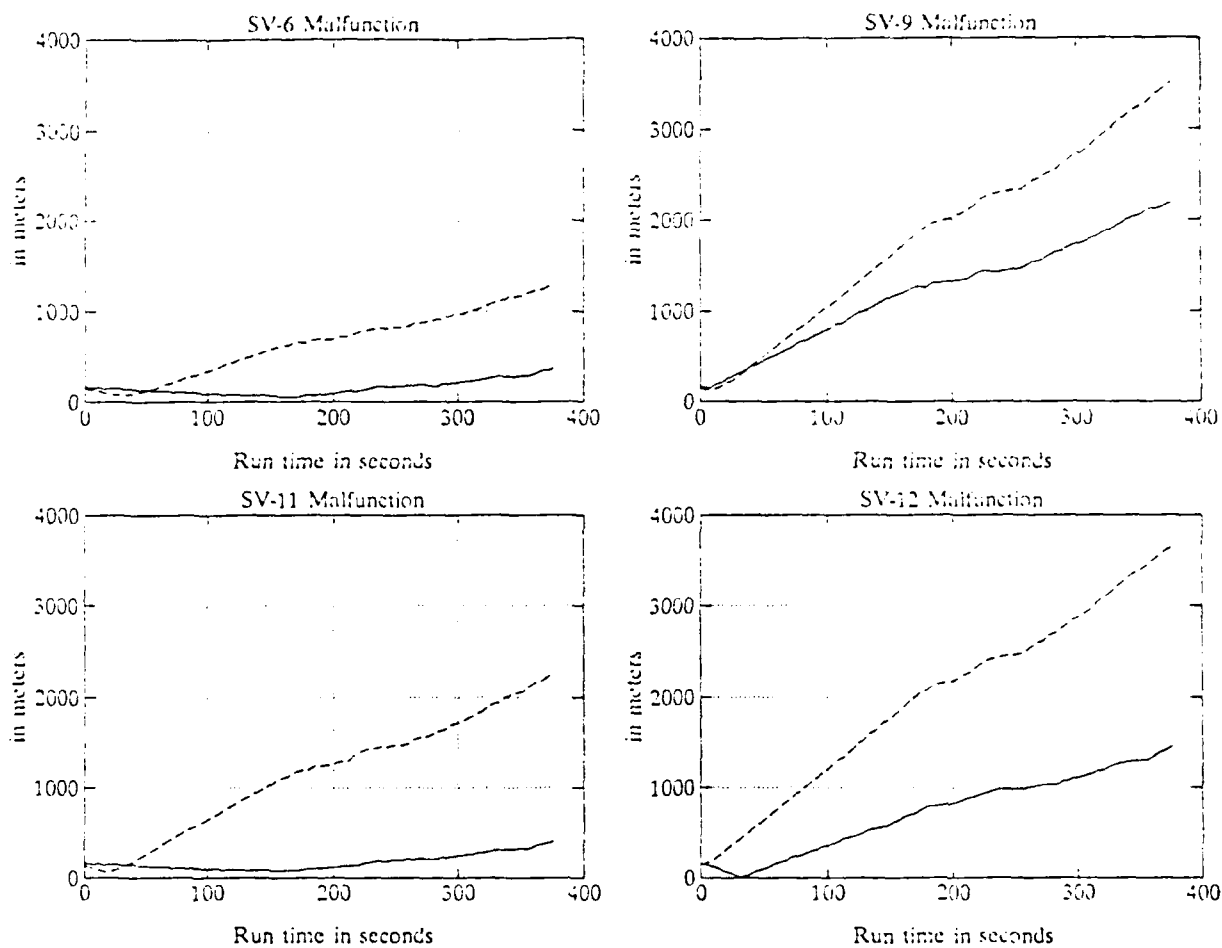 SV-6 Malfunction
4000
3000
2000
1000
0
in meters
0 100 200 300 400
Run time in seconds
SV-9 Malfunction
4000
3000
2000
1000
0
in meters
0 100 200 300 400
Run time in seconds
SV-11 Malfunction
4000
3000
2000
1000
0
in meters
0 100 200 300 400
Run time in seconds
SV-12 Malfunction
4000
3000
2000
1000
0
in meters
0 100 200 300 400
Run time in seconds